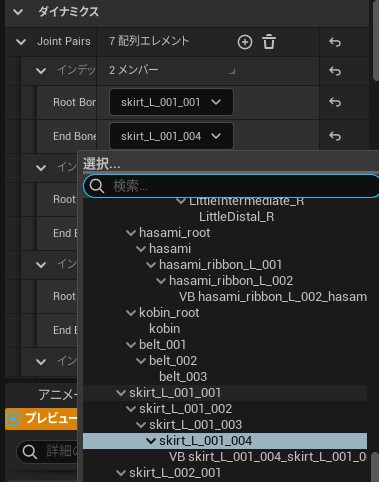 ダイナミクス
Joint Pairs 7 配列エレメント
インデッ 2 メンバー
Root Bon skirt_L_001_001
End Bone skirt_L_001_004
イン
選択...
検索...
Root
LittleIntermediate_R
LittleDistal_R
End B
hasami_root
hasami
イン
hasami_ribbon_L_001
hasami_ribbon_L_002
Root
VB hasami_ribbon_L_002_hasam
kobin_root
End B
kobin
belt_001
イン
belt_002
belt_003
アニメー
skirt_L_001_001
skirt_L_001_002
プレビュー
skirt_L_001_003
skirt_L_001_004
詳細の
VB skirt_L_001_004_skirt_L_001_0
skirt_L_002_001